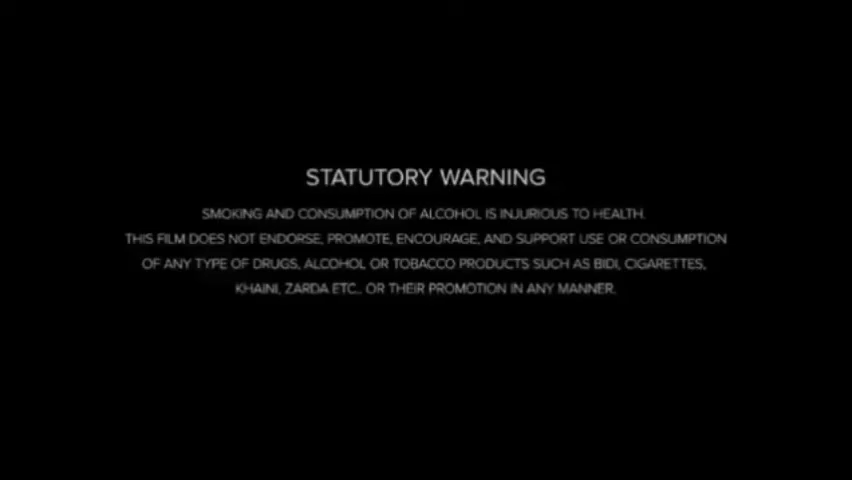 STATUTORY WARNING
SMOKING AND CONSUMPTION OF ALCOHOL IS INJURIOUS TO HEALTH.
THIS FILM DOES NOT ENDORSE, PROMOTE, ENCOURAGE, AND SUPPORT USE OR CONSUMPTION
OF ANY TYPE OF DRUGS, ALCOHOL OR TOBACCO PRODUCTS SUCH AS BIDI, CIGARETTES,
KHAINI, ZARDA ETC.. OR THEIR PROMOTION IN ANY MANNER.